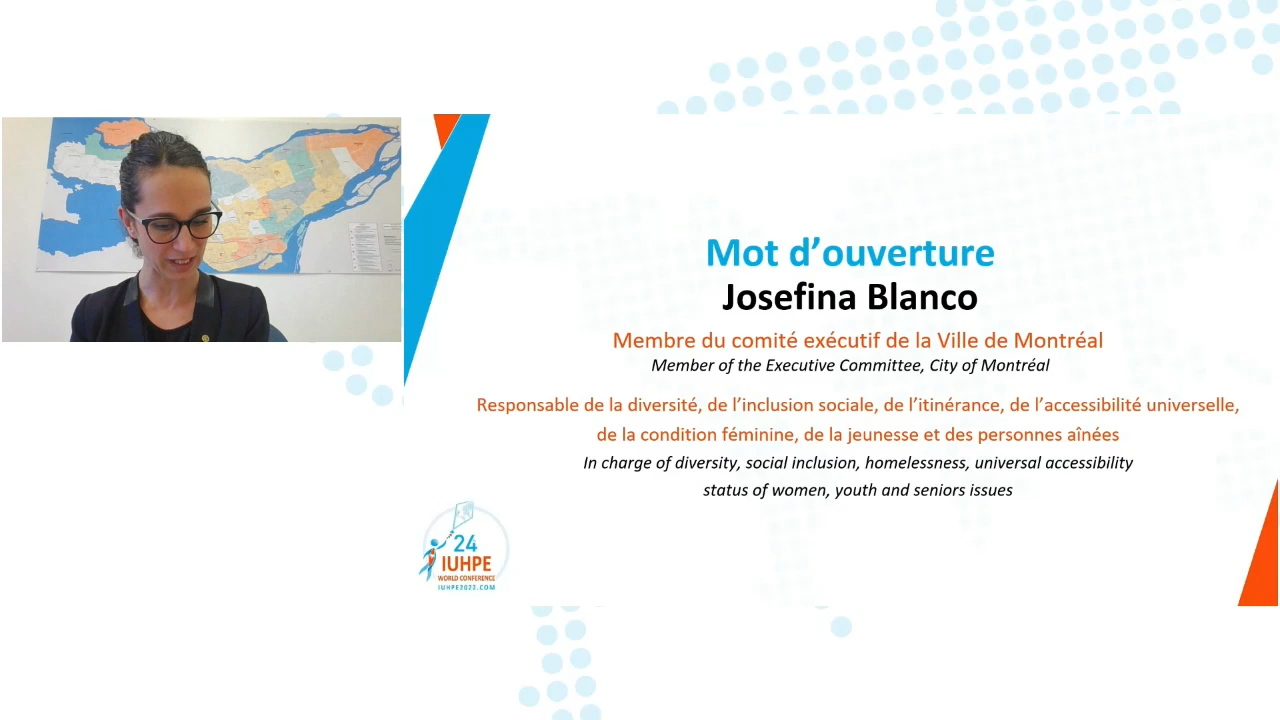 Mot d’ouverture
Josefina Blanco
Membre du comité exécutif de la Ville de Montréal
Member of the Executive Committee, City of Montréal
Responsable de la diversité, de l’inclusion sociale, de l’itinérance, de l’accessibilité universelle,
de la condition féminine, de la jeunesse et des personnes aînées
In charge of diversity, social inclusion, homelessness, universal accessibility
status of women, youth and seniors issues
24
IUHPE
WORLD CONFERENCE
IUHPE2022.COM